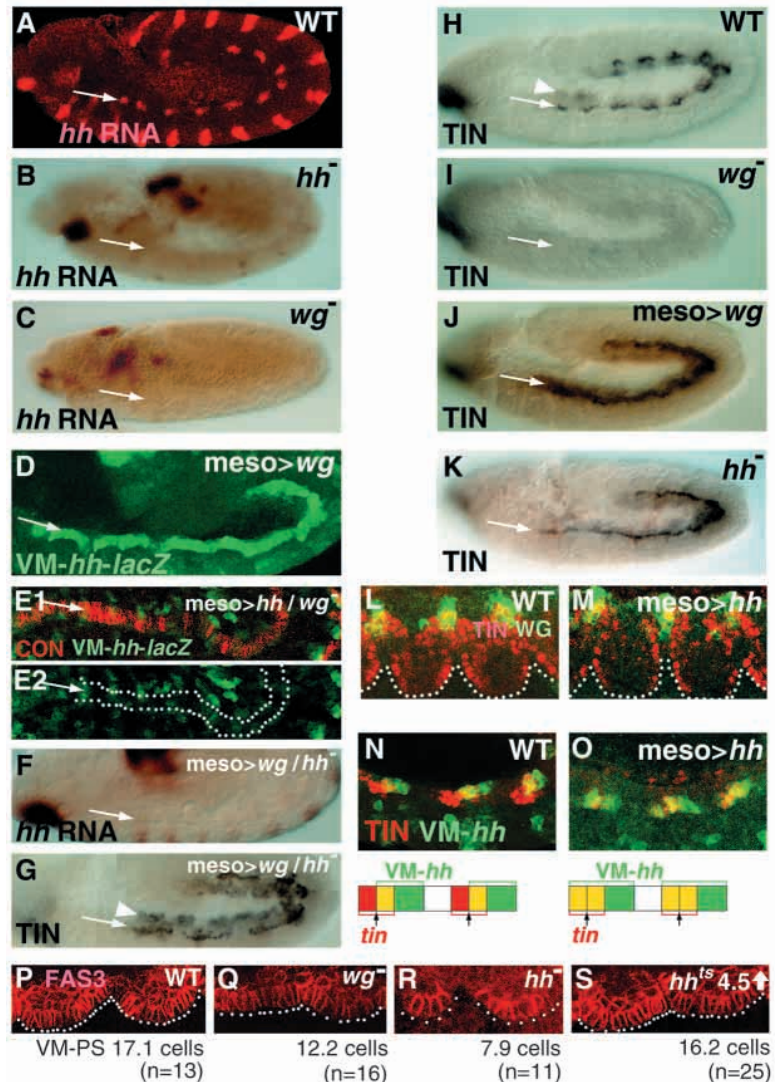 A WT
hh RNA
B hh-
hh RNA
C wg-
hh RNA
D meso>wg
VM-hh-lacZ
E1 meso>hh / wg-
CON VM-hh-lacZ
E2
F meso>wg / hh-
hh RNA
G meso>wg / hh-
TIN
H WT
TIN
I wg-
TIN
J meso>wg
TIN
K hh-
TIN
L WT
TIN WG
M meso>hh
N WT
TIN VM-hh
O meso>hh
VM-hh
tin
VM-hh
P FAS3 WT
Q wg-
R hh-
S hhts 4.5
VM-PS 17.1 cells
(n=13)
12.2 cells
(n=16)
7.9 cells
(n=11)
16.2 cells
(n=25)